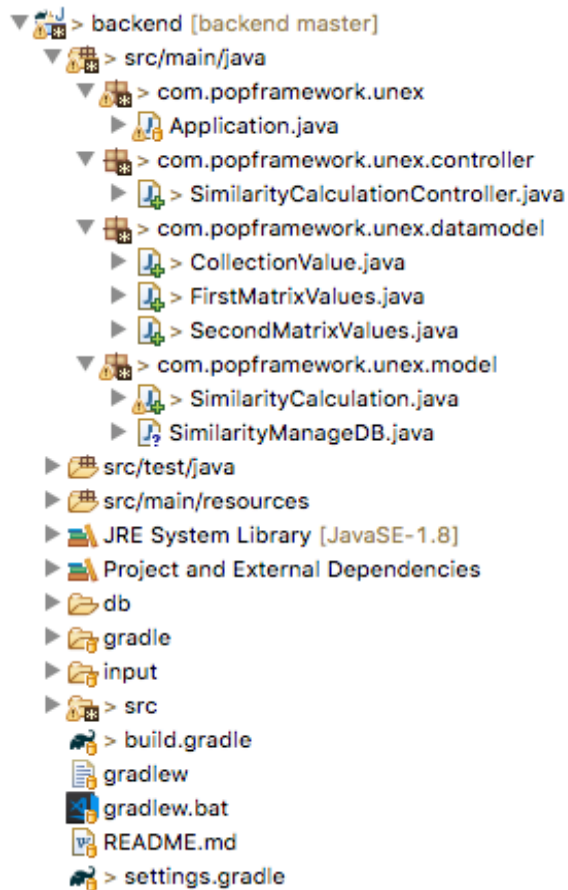 > backend [backend master]
> src/main/java
> com.popframework.unex
Application.java
> com.popframework.unex.controller
> SimilarityCalculationController.java
> com.popframework.unex.datamodel
> CollectionValue.java
> FirstMatrixValues.java
> SecondMatrixValues.java
> com.popframework.unex.model
> SimilarityCalculation.java
SimilarityManageDB.java
src/test/java
src/main/resources
JRE System Library [JavaSE-1.8]
Project and External Dependencies
db
gradle
input
> src
> build.gradle
gradlew
gradlew.bat
README.md
> settings.gradle